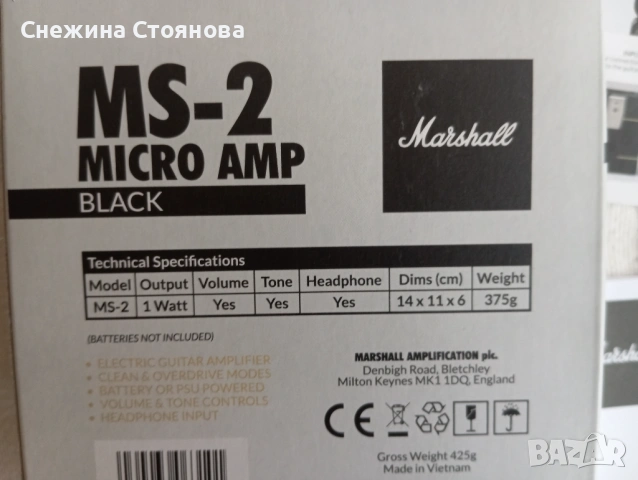 Снежина Стоянова
MS-2
MICRO AMP
BLACK
Marshall
Technical Specifications
Model Output Volume Tone Headphone Dims (cm) Weight
MS-2 1 Watt Yes Yes Yes 14 x 11 x 6 375g
(BATTERIES NOT INCLUDED)
• ELECTRIC GUITAR AMPLIFIER
• CLEAN & OVERDRIVE MODES
• BATTERY OR PSU POWERED
• VOLUME & TONE CONTROLS
• HEADPHONE INPUT
MARSHALL AMPLIFICATION plc.
Denbigh Road, Bletchley
Milton Keynes MK1 1DQ, England
CE
Gross Weight 425g
Made in Vietnam
Marshall
BAZAR